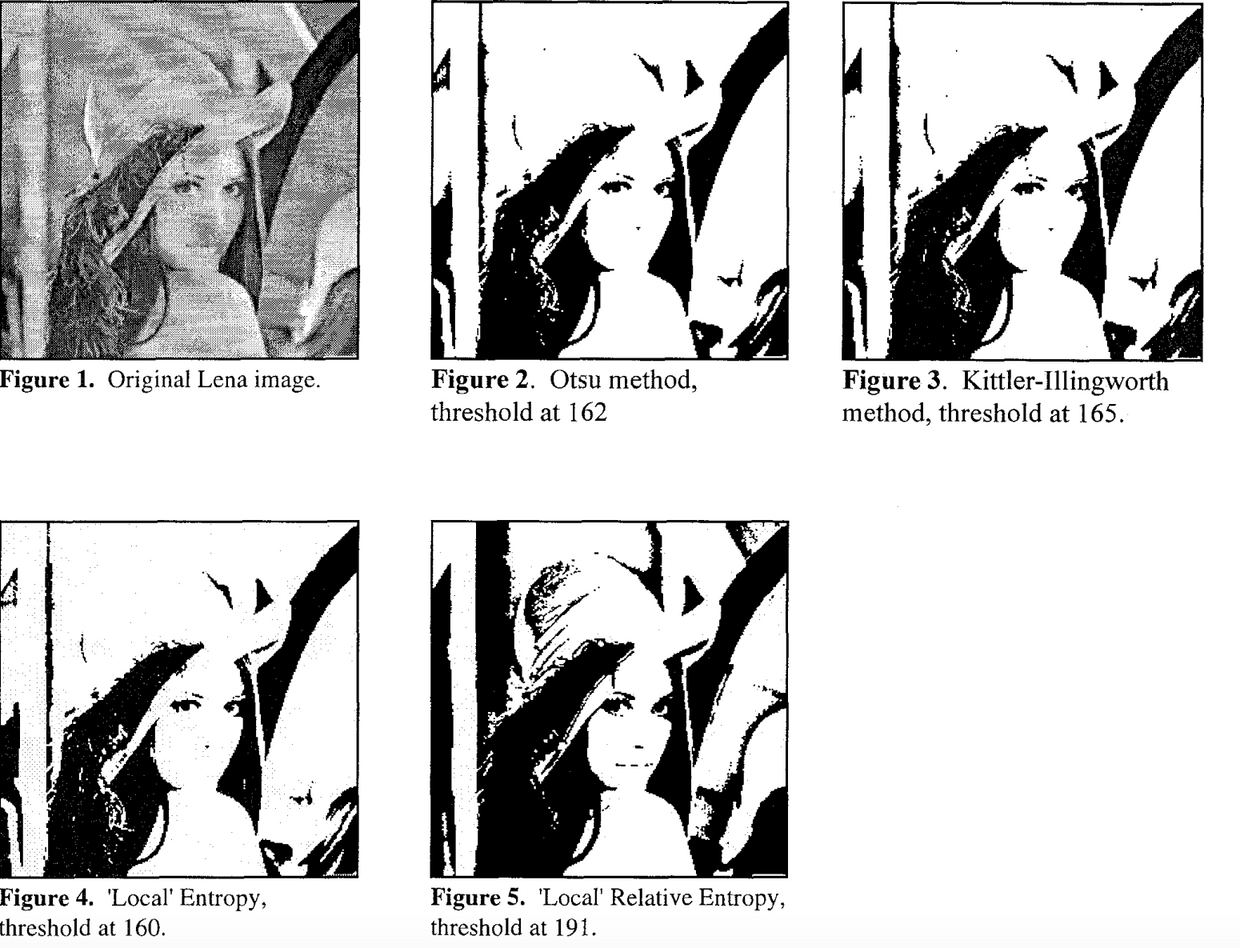 Figure 1. Original Lena image.
Figure 2. Otsu method,
threshold at 162
Figure 3. Kittler-Illingworth
method, threshold at 165.
Figure 4. 'Local' Entropy,
threshold at 160.
Figure 5. 'Local' Relative Entropy,
threshold at 191.